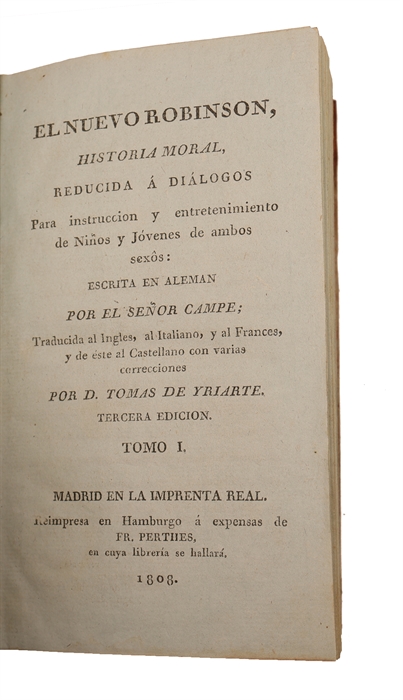 EL NUEVO ROBINSON,
HISTORIA MORAL,
REDUCIDA Á DIÁLOGOS
Para instruccion y entretenimiento
de Niños y Jóvenes de ambos
sexôs:
ESCRITA EN ALEMAN
POR EL SEÑOR CAMPE;
Traducida al Ingles, al Italiano, y al Frances,
y de éste al Castellano con varias
correcciones
POR D. TOMAS DE YRIARTE.
TERCERA EDICION.
TOMO I.
MADRID EN LA IMPRENTA REAL.
Reimpresa en Hamburgo á expensas de
FR. PERTHES,
en cuya librería se hallará.
1808.